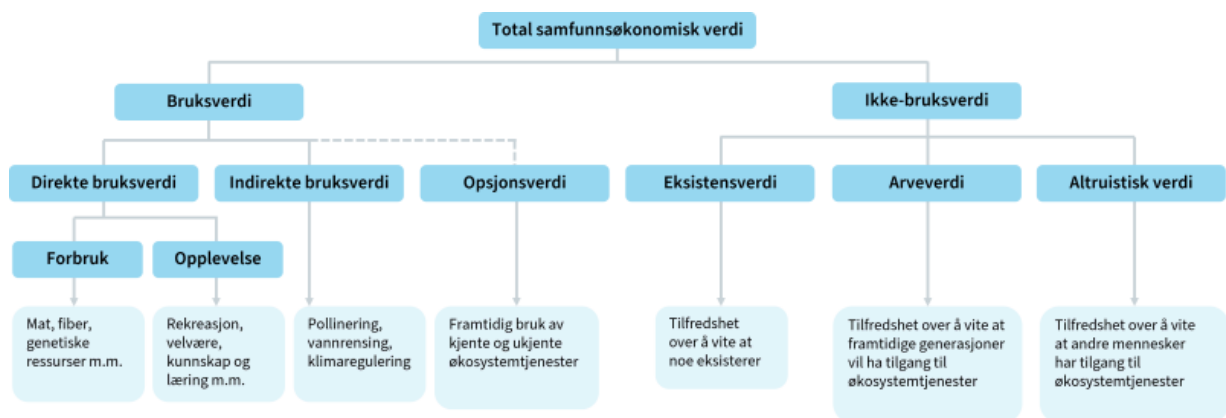 Total samfunnsøkonomisk verdi
Bruksverdi
Ikke-bruksverdi
Direkte bruksverdi
Indirekte bruksverdi
Opsjonsverdi
Eksistensverdi
Arveverdi
Altruistisk verdi
Forbruk
Opplevelse
Mat, fiber,
genetiske
ressurser m.m.
Rekreasjon,
velvære,
kunnskap og
læring m.m.
Pollinering,
vannrensing,
klimaregulering
Framtidig bruk av
kjente og ukjente
økosystemtjenester
Tilfredshet
over å vite at
noe eksisterer
Tilfredshet over å vite at
framtidige generasjoner
vil ha tilgang til
økosystemtjenester
Tilfredshet over å vite
at andre mennesker
har tilgang til
økosystemtjenester